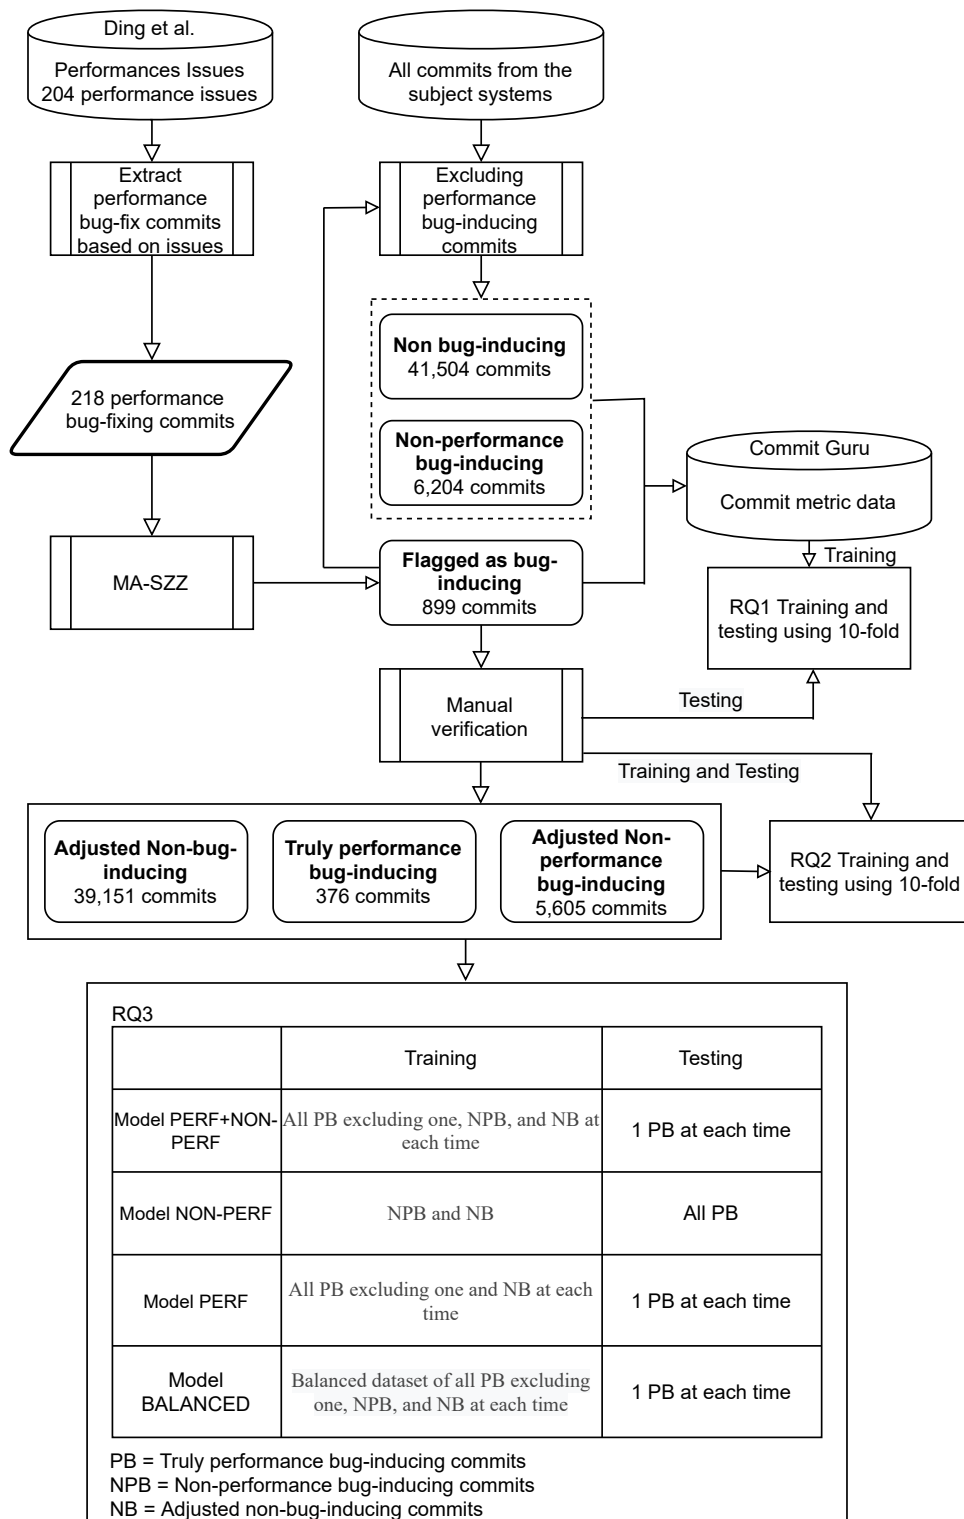 Ding et al.
Performances Issues
204 performance issues
All commits from the
subject systems
Extract
performance
bug-fix commits
based on issues
Excluding
performance
bug-inducing
commits
Non bug-inducing
41,504 commits
218 performance
bug-fixing commits
Non-performance
bug-inducing
6,204 commits
Commit Guru
Commit metric data
MA-SZZ
Flagged as bug-
inducing
899 commits
Training
RQ1 Training and
testing using 10-fold
Manual
verification
Testing
Training and Testing
Adjusted Non-bug-
inducing
39,151 commits
Truly performance
bug-inducing
376 commits
Adjusted Non-
performance
bug-inducing
5,605 commits
RQ2 Training and
testing using 10-fold
RQ3
Training
Testing
Model PERF+NON-
PERF
All PB excluding one, NPB, and NB at
each time
1 PB at each time
Model NON-PERF
NPB and NB
All PB
Model PERF
All PB excluding one and NB at each
time
1 PB at each time
Model
BALANCED
Balanced dataset of all PB excluding
one, NPB, and NB at each time
1 PB at each time
PB = Truly performance bug-inducing commits
NPB = Non-performance bug-inducing commits
NB = Adjusted non-bug-inducing commits